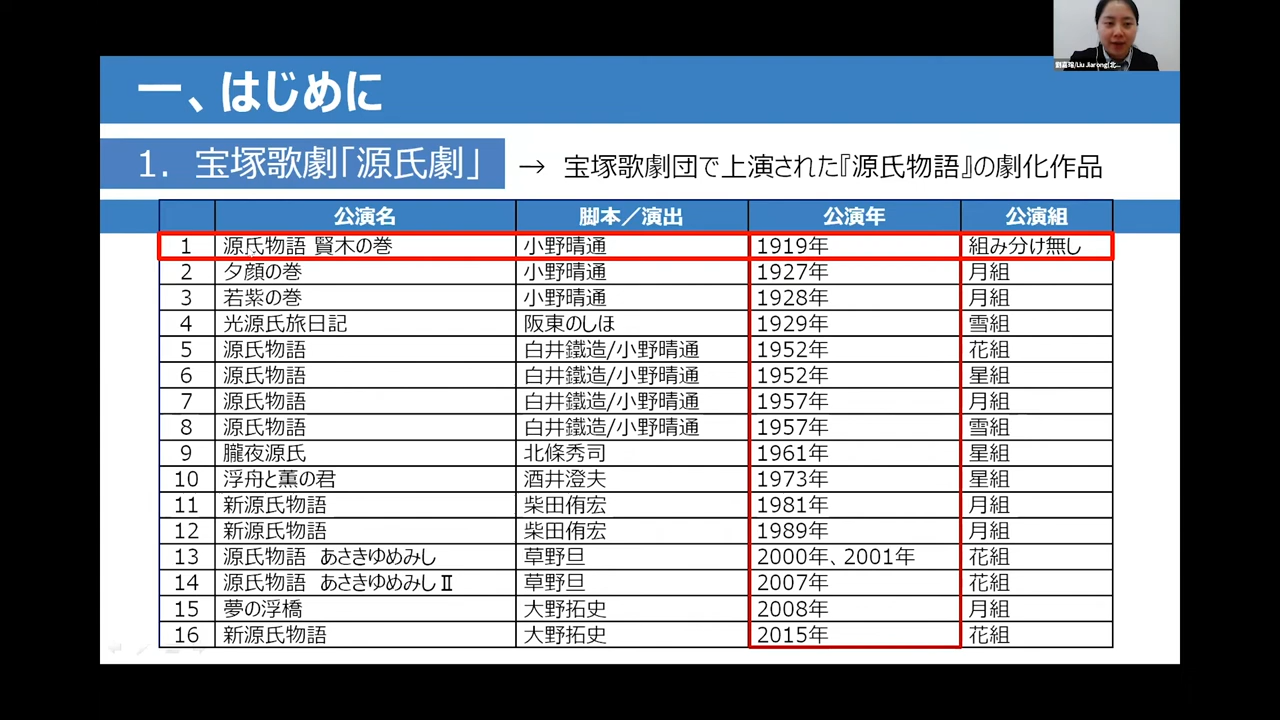 劉嘉瑢/Liu Jiarong(北...
一、はじめに
1. 宝塚歌劇「源氏劇」 → 宝塚歌劇団で上演された『源氏物語』の劇化作品
公演名 脚本／演出 公演年 公演組
1 源氏物語 賢木の巻 小野晴通 1919年 組み分け無し
2 夕顔の巻 小野晴通 1927年 月組
3 若紫の巻 小野晴通 1928年 月組
4 光源氏旅日記 阪東のしほ 1929年 雪組
5 源氏物語 白井鐵造/小野晴通 1952年 花組
6 源氏物語 白井鐵造/小野晴通 1952年 星組
7 源氏物語 白井鐵造/小野晴通 1957年 月組
8 源氏物語 白井鐵造/小野晴通 1957年 雪組
9 朧夜源氏 北條秀司 1961年 星組
10 浮舟と薫の君 酒井澄夫 1973年 星組
11 新源氏物語 柴田侑宏 1981年 月組
12 新源氏物語 柴田侑宏 1989年 月組
13 源氏物語 あさきゆめみし 草野旦 2000年、2001年 花組
14 源氏物語 あさきゆめみしⅡ 草野旦 2007年 花組
15 夢の浮橋 大野拓史 2008年 月組
16 新源氏物語 大野拓史 2015年 花組